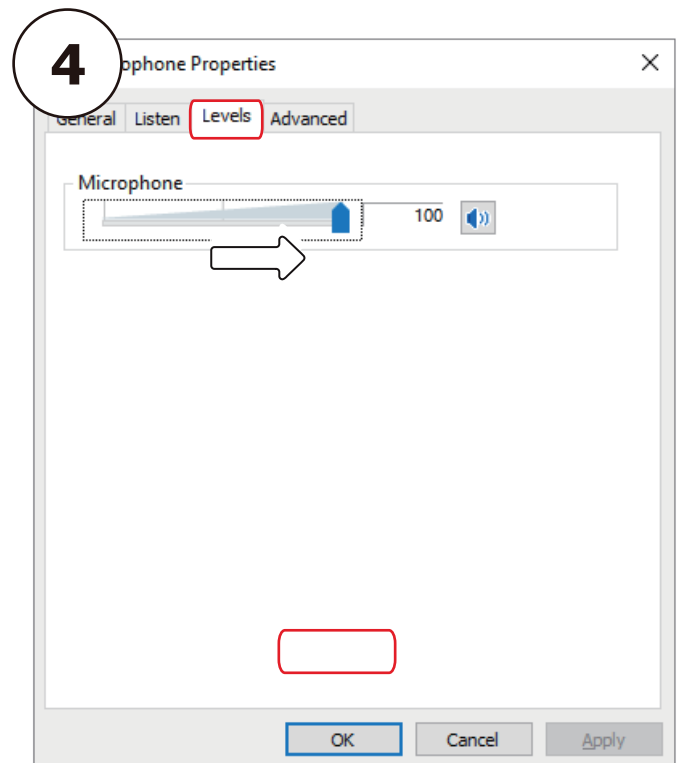 4
ophone Properties
General Listen Levels Advanced
Microphone
100
OK Cancel Apply